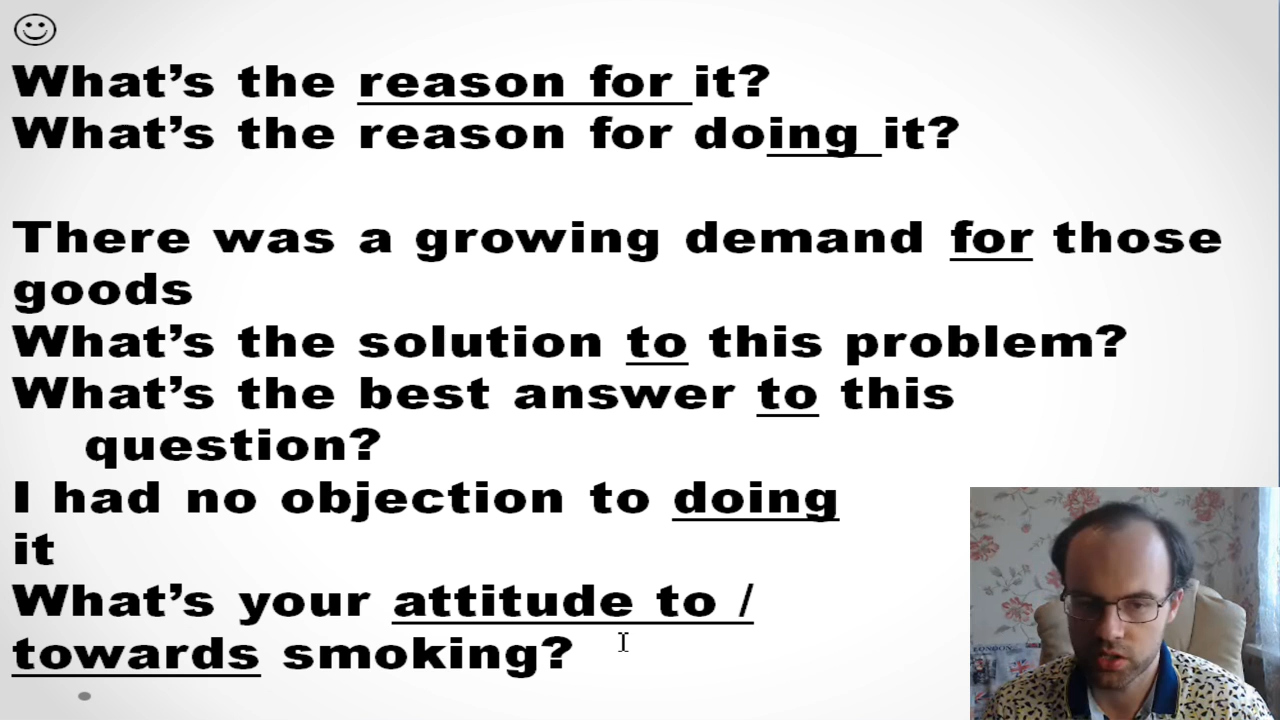 What’s the reason for it?
What’s the reason for doing it?
There was a growing demand for those
goods
What’s the solution to this problem?
What’s the best answer to this
question?
I had no objection to doing
it
What’s your attitude to /
towards smoking?
LONDON